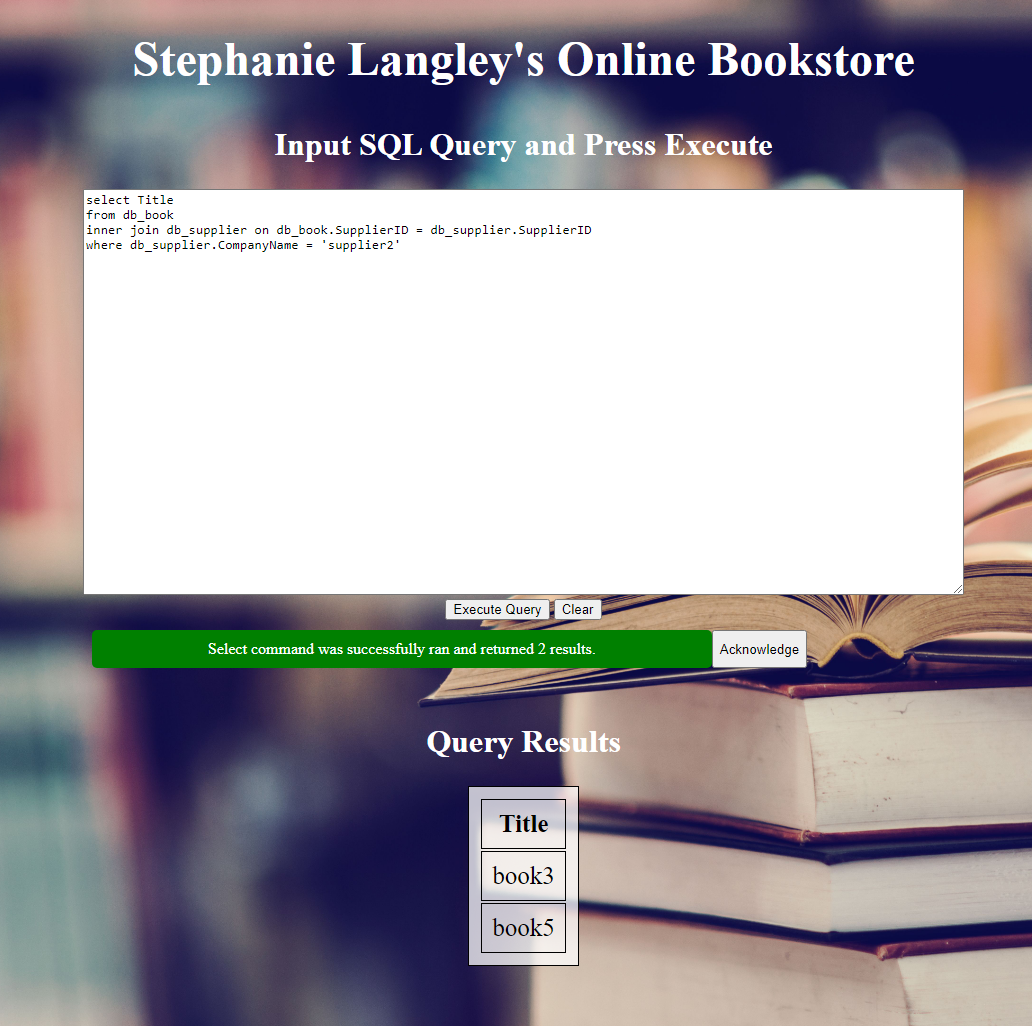 Stephanie Langley's Online Bookstore
Input SQL Query and Press Execute
select Title
from db_book
inner join db_supplier on db_book.SupplierID = db_supplier.SupplierID
where db_supplier.CompanyName = 'supplier2'
Execute Query Clear
Select command was successfully ran and returned 2 results. Acknowledge
Query Results
Title
book3
book5